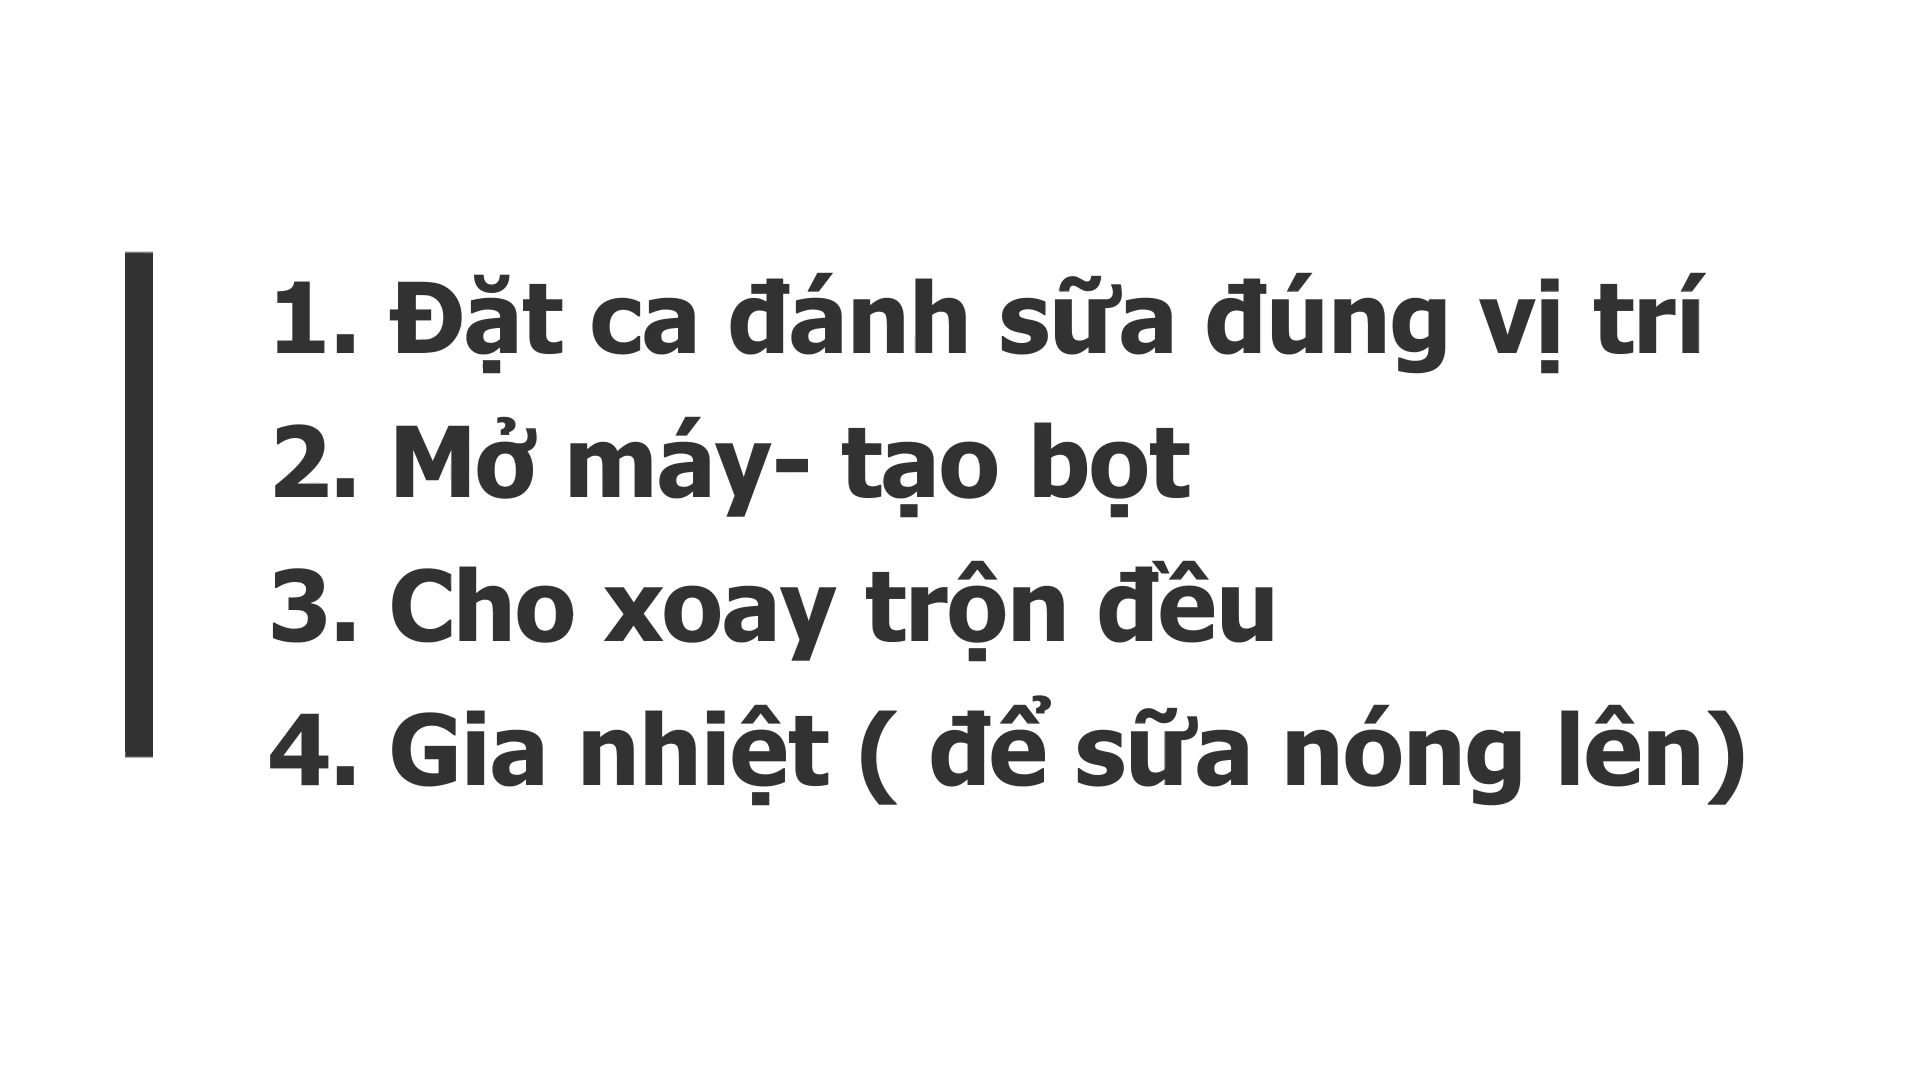 1. Đặt ca đánh sữa đúng vị trí
2. Mở máy- tạo bọt
3. Cho xoay trộn đều
4. Gia nhiệt ( để sữa nóng lên)